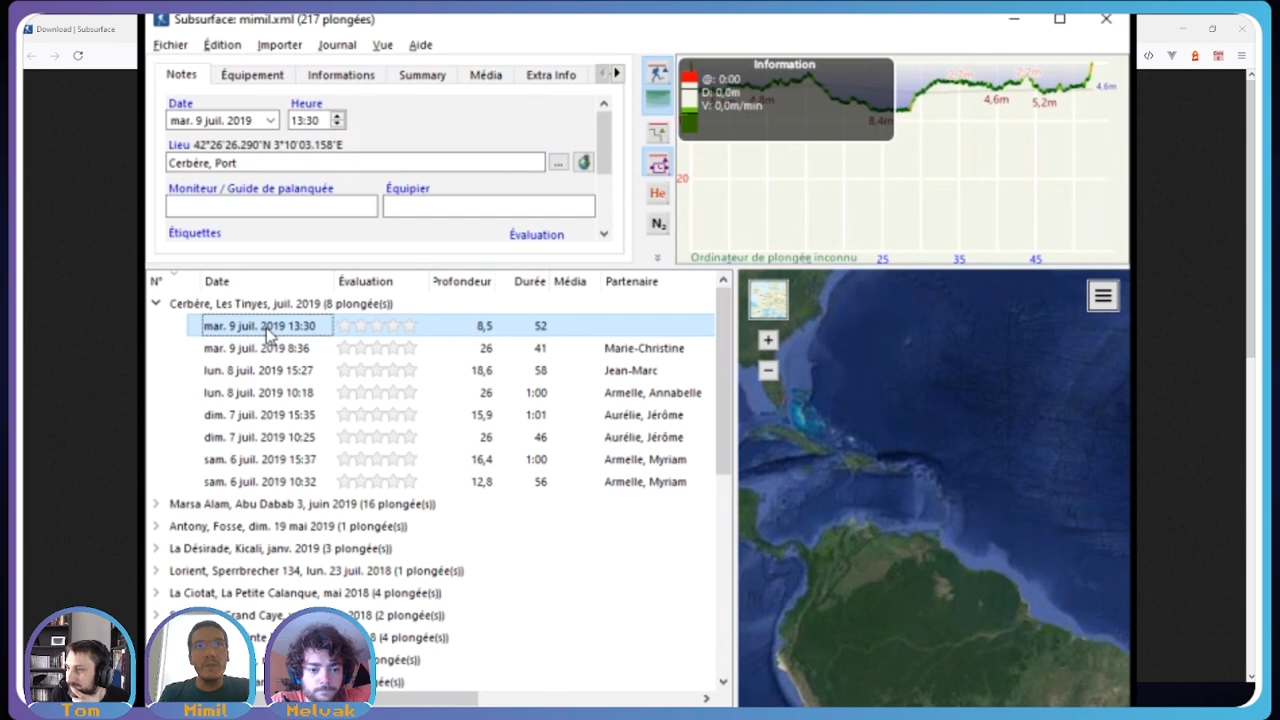 Download | Subsurface
Subsurface: mimil.xml (217 plongées)
Fichier Édition Importer Journal Vue Aide
Notes Équipement Informations Summary Média Extra Info 4
Date Heure
mar. 9 juil. 2019 13:30
Lieu 42°26'26.290"N 3°10'03.158"E
Cerbère, Port
...
Moniteur / Guide de palanquée Équipier
Étiquettes Évaluation
He
N₂
Information
@: 0:00
D: 0,0m
V: 0,0m/min
8,4m
2,2m
4,6m
5,2m
4,6m
20
Ordinateur de plongée inconnu 25 35 45
N° Date Évaluation Profondeur Durée Média Partenaire
Cerbère, Les Tinyes, juil. 2019 (8 plongée(s))
mar. 9 juil. 2019 13:30 8,5 52
mar. 9 juil. 2019 8:36 26 41 Marie-Christine
lun. 8 juil. 2019 15:27 18,6 58 Jean-Marc
lun. 8 juil. 2019 10:18 26 1:00 Armelle, Annabelle
dim. 7 juil. 2019 15:35 15,9 1:01 Aurélie, Jérôme
dim. 7 juil. 2019 10:25 26 46 Aurélie, Jérôme
sam. 6 juil. 2019 15:37 16,4 1:00 Armelle, Myriam
sam. 6 juil. 2019 10:32 12,8 56 Armelle, Myriam
Marsa Alam, Abu Dabab 3, juin 2019 (16 plongée(s))
Antony, Fosse, dim. 19 mai 2019 (1 plongée(s))
La Désirade, Kicali, janv. 2019 (3 plongée(s))
Lorient, Sperrbrecher 134, lun. 23 juil. 2018 (1 plongée(s))
La Ciotat, La Petite Calanque, mai 2018 (4 plongée(s))
Grand Caye, (2 plongée(s))
(4 plongée(s))
Tom
Mimil
Melvak